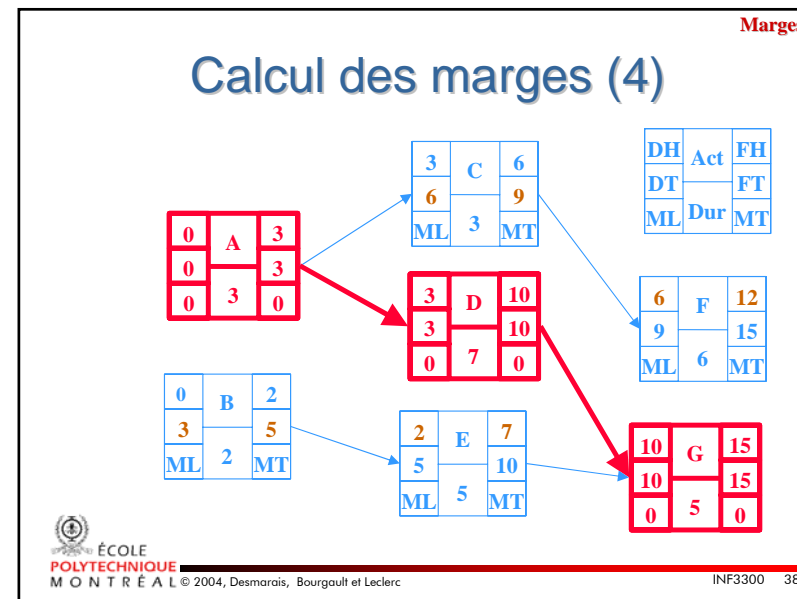 Marges
Calcul des marges (4)
3 C 6
6 9
ML 3 MT
DH Act FH
DT FT
ML Dur MT
0 A 3
0 3
0 3 0
3 D 10
3 10
0 7 0
6 F 12
9 15
ML 6 MT
0 B 2
3 5
ML 2 MT
2 E 7
5 10
ML 5 MT
10 G 15
10 15
0 5 0
ÉCOLE
POLYTECHNIQUE
MONTRÉAL © 2004, Desmarais, Bourgault et Leclerc
INF3300 38